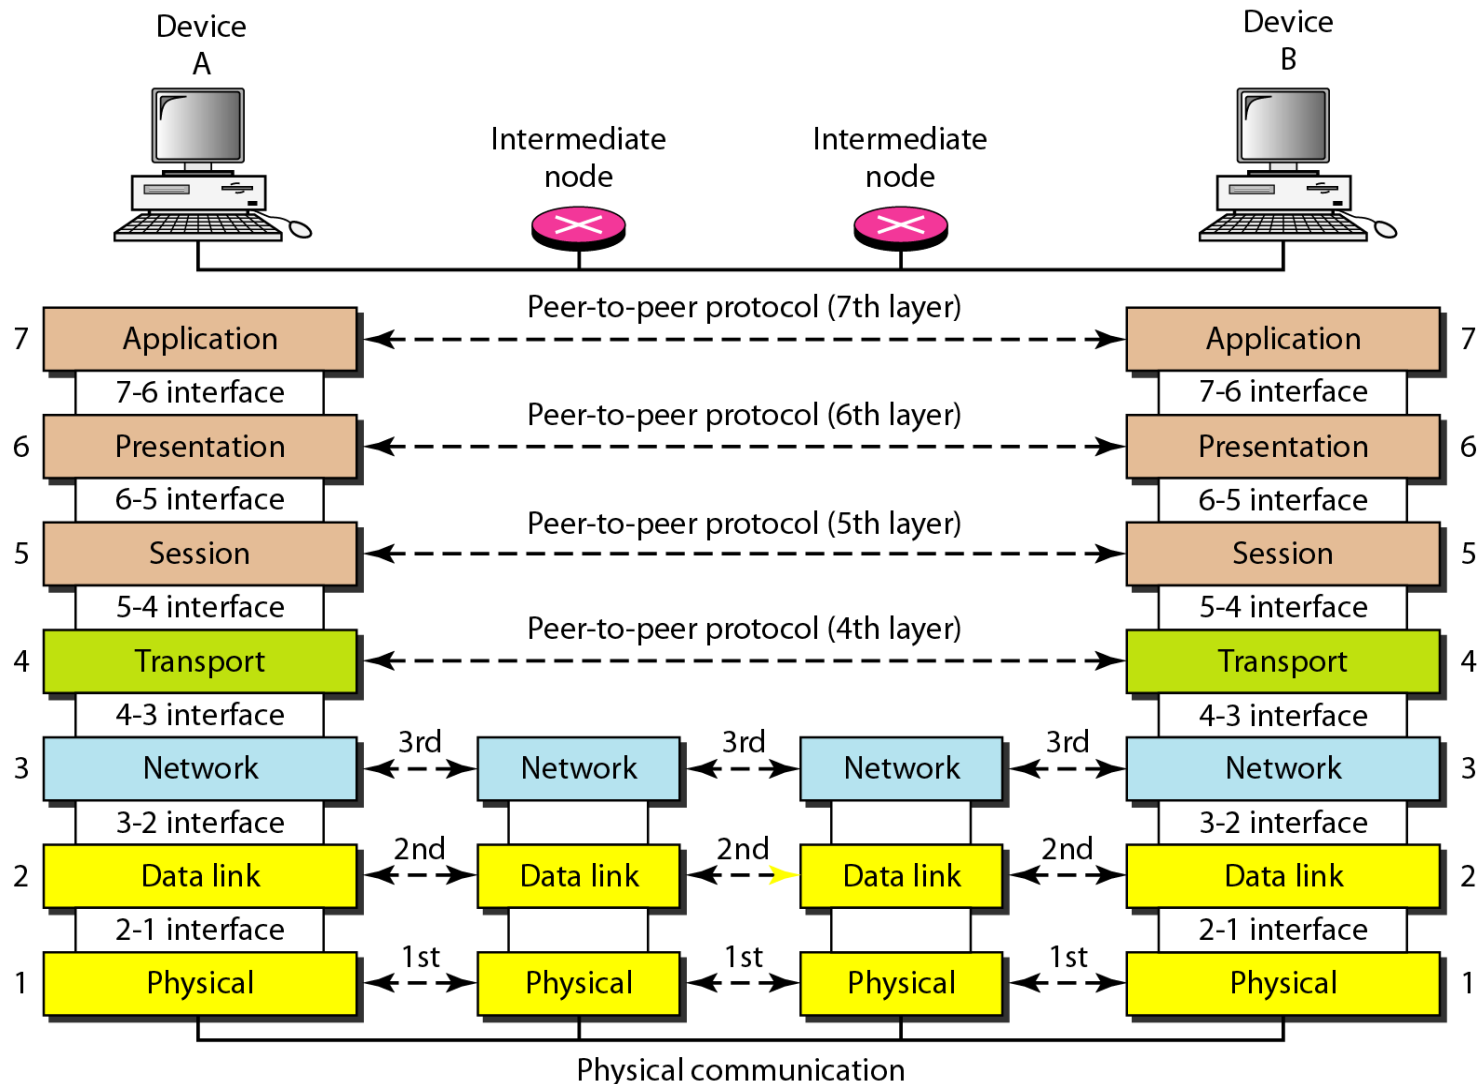 Device
A
Device
B
Intermediate
node
Intermediate
node
Peer-to-peer protocol (7th layer)
7 Application Application 7
7-6 interface 7-6 interface
Peer-to-peer protocol (6th layer)
6 Presentation Presentation 6
6-5 interface 6-5 interface
Peer-to-peer protocol (5th layer)
5 Session Session 5
5-4 interface 5-4 interface
Peer-to-peer protocol (4th layer)
4 Transport Transport 4
4-3 interface 4-3 interface
3rd 3rd 3rd
3 Network Network Network Network 3
3-2 interface 3-2 interface
2nd 2nd 2nd
2 Data link Data link Data link Data link 2
2-1 interface 2-1 interface
1st 1st 1st
1 Physical Physical Physical Physical 1
Physical communication